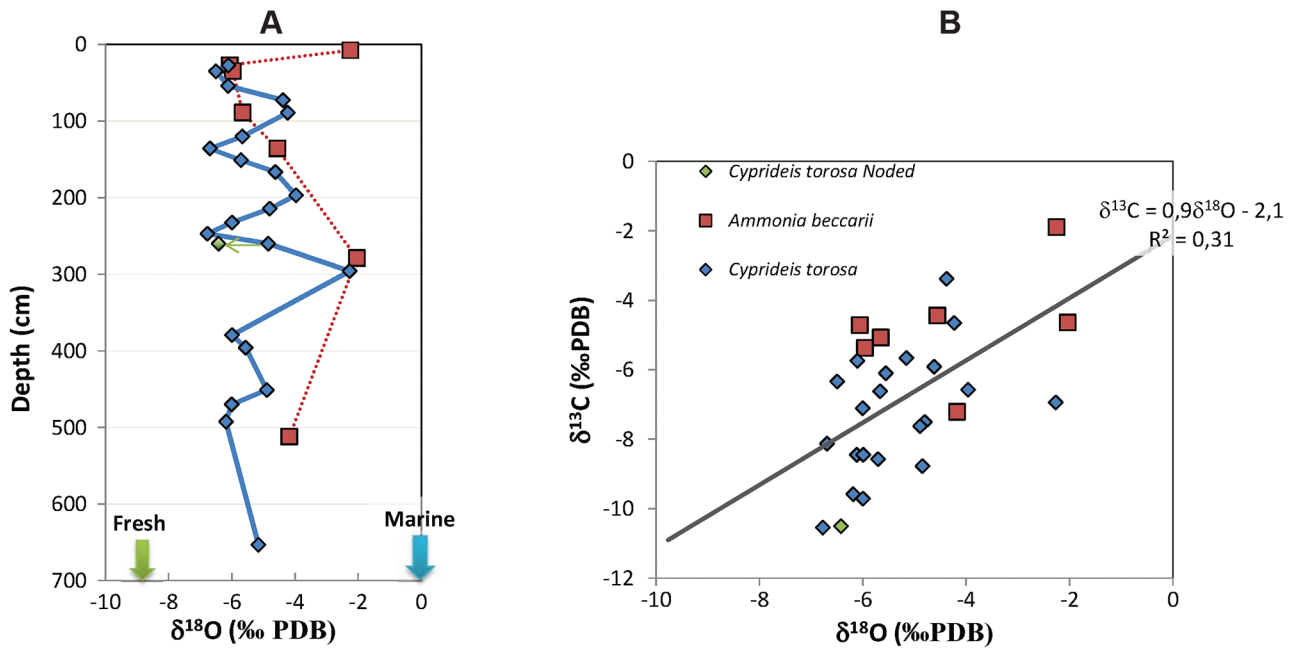 A
0
100
200
300
400
500
600
700
Depth (cm)
Fresh
Marine
-10 -8 -6 -4 -2 0
δ¹⁸O (‰ PDB)
B
0
-2
-4
-6
-8
-10
-12
δ¹³C (‰PDB)
Cyprideis torosa Noded
Ammonia beccarii
Cyprideis torosa
δ¹³C = 0,9δ¹⁸O - 2,1
R² = 0,31
-10 -8 -6 -4 -2 0
δ¹⁸O (‰PDB)